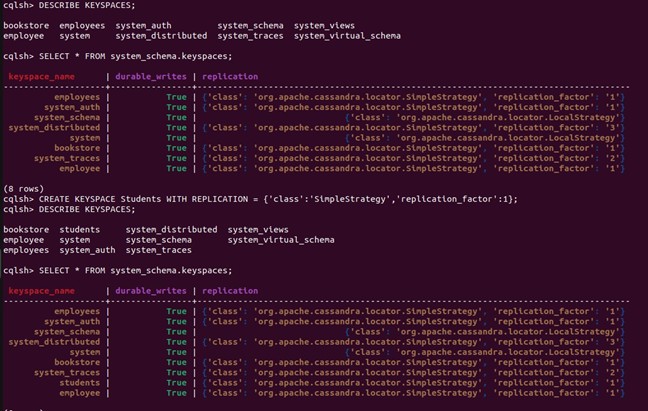 cqlsh> DESCRIBE KEYSPACES;
bookstore employees system_auth system_schema system_views
employee system system_distributed system_traces system_virtual_schema
cqlsh> SELECT * FROM system_schema.keyspaces;
keyspace_name | durable_writes | replication
--------------------+----------------+-------------------------------------------------------------------------------------
employees | True | {'class': 'org.apache.cassandra.locator.SimpleStrategy', 'replication_factor': '1'}
system_auth | True | {'class': 'org.apache.cassandra.locator.SimpleStrategy', 'replication_factor': '1'}
system_schema | True | {'class': 'org.apache.cassandra.locator.LocalStrategy'}
system_distributed | True | {'class': 'org.apache.cassandra.locator.SimpleStrategy', 'replication_factor': '3'}
system | True | {'class': 'org.apache.cassandra.locator.LocalStrategy'}
bookstore | True | {'class': 'org.apache.cassandra.locator.SimpleStrategy', 'replication_factor': '1'}
system_traces | True | {'class': 'org.apache.cassandra.locator.SimpleStrategy', 'replication_factor': '2'}
employee | True | {'class': 'org.apache.cassandra.locator.SimpleStrategy', 'replication_factor': '1'}
(8 rows)
cqlsh> CREATE KEYSPACE Students WITH REPLICATION = {'class':'SimpleStrategy','replication_factor':1};
cqlsh> DESCRIBE KEYSPACES;
bookstore students system_distributed system_views
employee system system_schema system_virtual_schema
employees system_auth system_traces
cqlsh> SELECT * FROM system_schema.keyspaces;
keyspace_name | durable_writes | replication
--------------------+----------------+-------------------------------------------------------------------------------------
employees | True | {'class': 'org.apache.cassandra.locator.SimpleStrategy', 'replication_factor': '1'}
system_auth | True | {'class': 'org.apache.cassandra.locator.SimpleStrategy', 'replication_factor': '1'}
system_schema | True | {'class': 'org.apache.cassandra.locator.LocalStrategy'}
system_distributed | True | {'class': 'org.apache.cassandra.locator.SimpleStrategy', 'replication_factor': '3'}
system | True | {'class': 'org.apache.cassandra.locator.LocalStrategy'}
bookstore | True | {'class': 'org.apache.cassandra.locator.SimpleStrategy', 'replication_factor': '1'}
system_traces | True | {'class': 'org.apache.cassandra.locator.SimpleStrategy', 'replication_factor': '2'}
students | True | {'class': 'org.apache.cassandra.locator.SimpleStrategy', 'replication_factor': '1'}
employee | True | {'class': 'org.apache.cassandra.locator.SimpleStrategy', 'replication_factor': '1'}